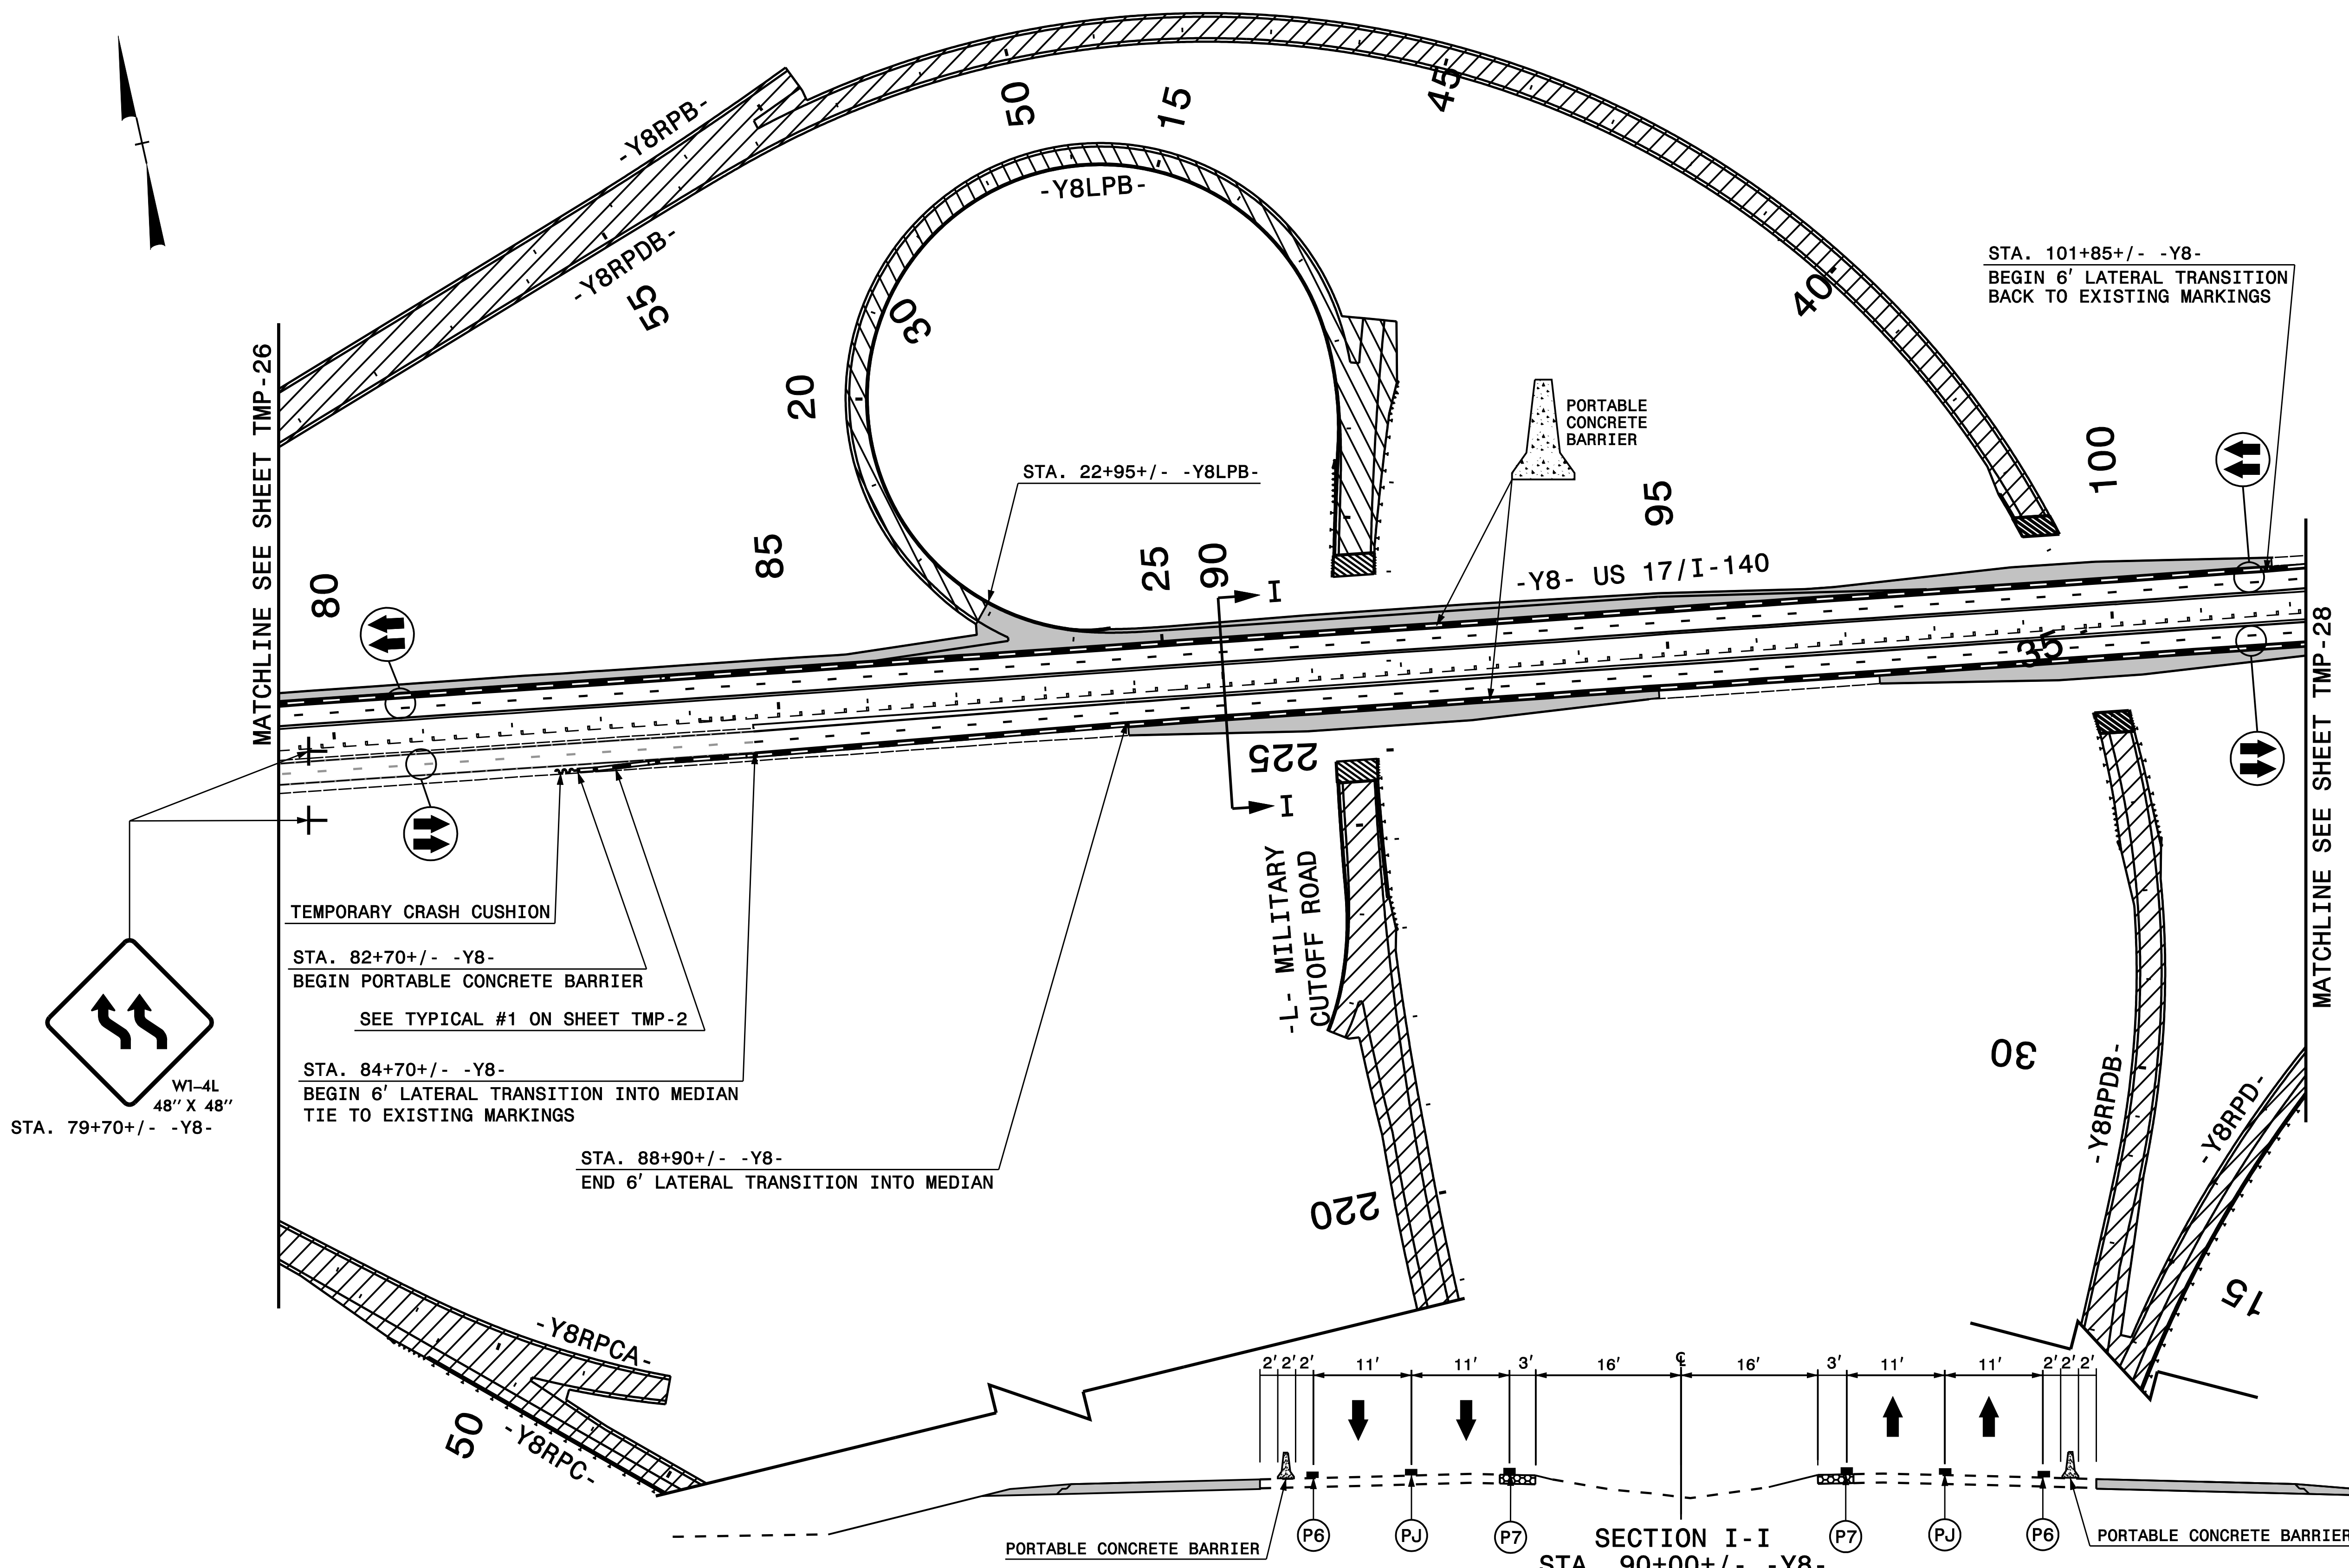 -Y8RPB-
50
15
45
-Y8LPB-
-Y8RPDB-
55
30
20
40
STA. 101+85+/- -Y8-
BEGIN 6' LATERAL TRANSITION
BACK TO EXISTING MARKINGS
MATCHLINE SEE SHEET TMP-26
PORTABLE
CONCRETE
BARRIER
STA. 22+95+/- -Y8LPB-
100
95
80
85
25
90
I
-Y8- US 17/I-140
35
MATCHLINE SEE SHEET TMP-28
225
I
-L- MILITARY
CUTOFF ROAD
TEMPORARY CRASH CUSHION
STA. 82+70+/- -Y8-
BEGIN PORTABLE CONCRETE BARRIER
SEE TYPICAL #1 ON SHEET TMP-2
STA. 84+70+/- -Y8-
BEGIN 6' LATERAL TRANSITION INTO MEDIAN
TIE TO EXISTING MARKINGS
W1-4L
48" X 48"
STA. 79+70+/- -Y8-
STA. 88+90+/- -Y8-
END 6' LATERAL TRANSITION INTO MEDIAN
220
30
-Y8RPDB-
-Y8RPD-
15
-Y8RPCA-
50
-Y8RPC-
2' 2' 2' 11' 11' 3' 16' ℄ 16' 3' 11' 11' 2' 2' 2'
P6 PJ P7 P7 PJ P6
PORTABLE CONCRETE BARRIER
SECTION I-I
PORTABLE CONCRETE BARRIER
STA. 90+00+/- -Y8-